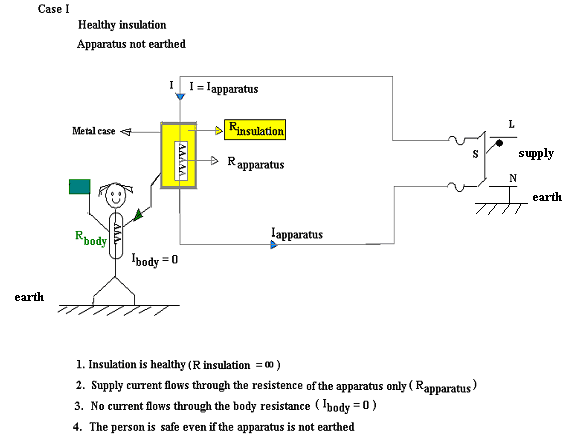 Case I
Healthy insulation
Apparatus not earthed
I I = Iapparatus
Metal case
Rinsulation
R apparatus
L
S
supply
N
earth
Rbody
Iapparatus
Ibody = 0
earth
1. Insulation is healthy (R insulation = ∞ )
2. Supply current flows through the resistence of the apparatus only ( Rapparatus )
3. No current flows through the body resistance ( Ibody = 0 )
4. The person is safe even if the apparatus is not earthed